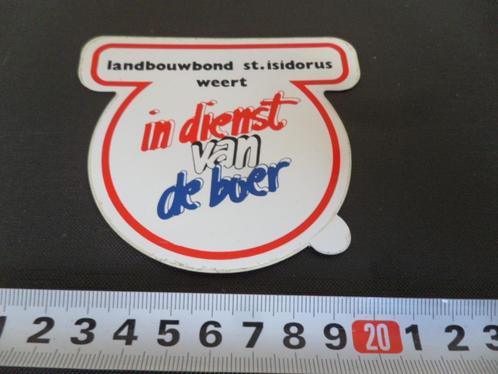 landbouwbond st.isidorus
weert
in dienst
van
de boer
1 2 3 4 5 6 7 8 9 20 1 2 3